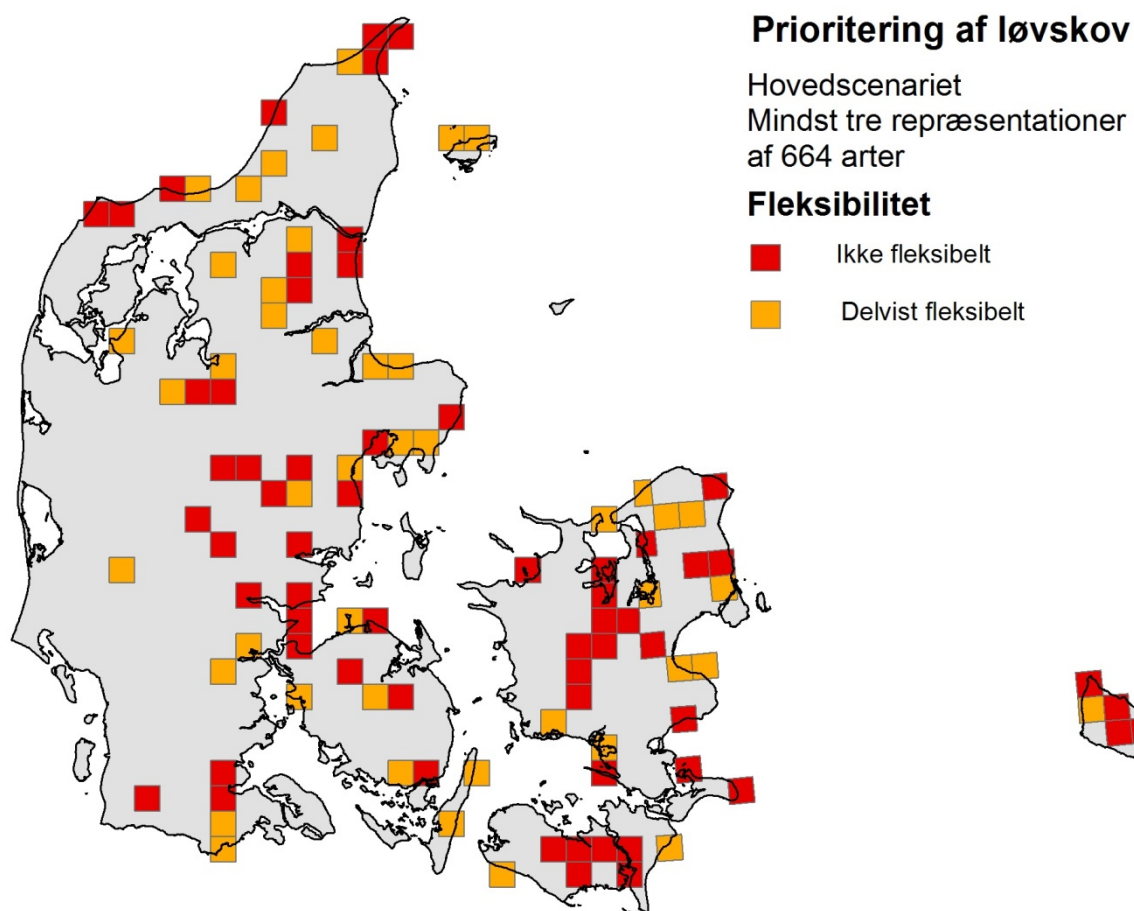 Prioritering af løvskov
Hovedscenariet
Mindst tre repræsentationer
af 664 arter
Fleksibilitet
Ikke fleksibelt
Delvist fleksibelt